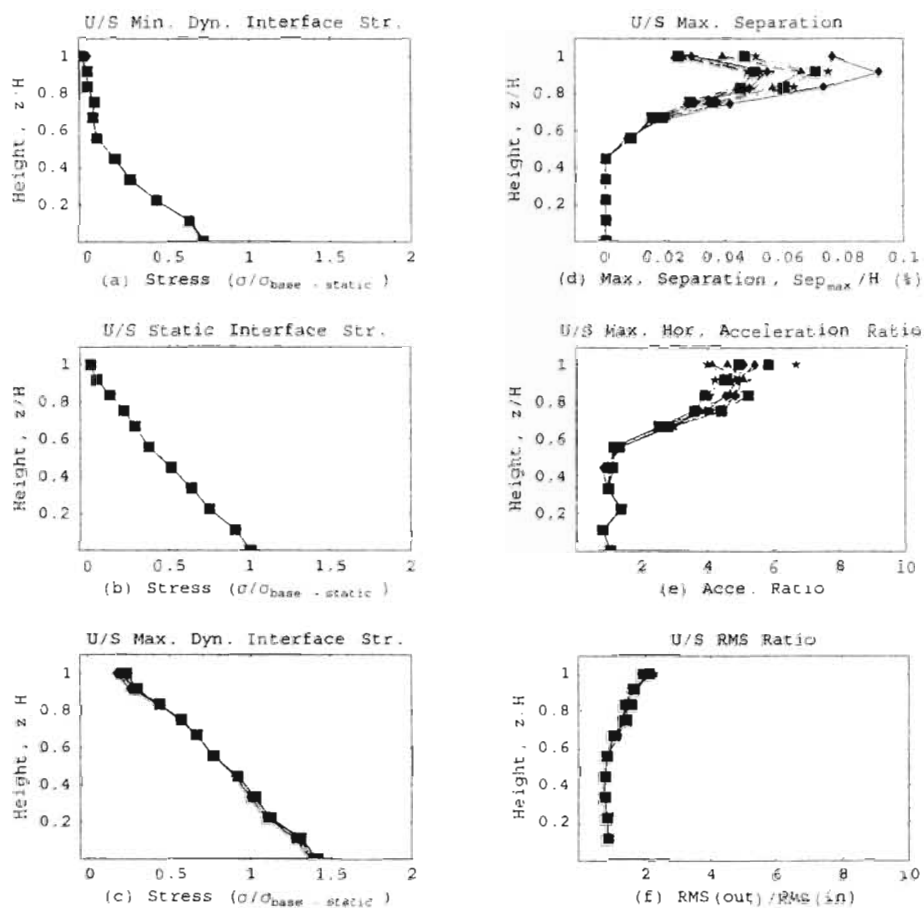 U/S Min. Dyn. Interface Str.
Height, z/H
1
0.8
0.6
0.4
0.2
0 0.5 1 1.5 2
(a) Stress (σ/σbase - static)
U/S Static Interface Str.
Height, z/H
1
0.8
0.6
0.4
0.2
0 0.5 1 1.5 2
(b) Stress (σ/σbase - static)
U/S Max. Dyn. Interface Str.
Height, z/H
1
0.8
0.6
0.4
0.2
0 0.5 1 1.5 2
(c) Stress (σ/σbase - static)
U/S Max. Separation
Height, z/H
1
0.8
0.6
0.4
0.2
0 0.02 0.04 0.06 0.08 0.1
(d) Max. Separation, Sepmax/H (%)
U/S Max. Hor. Acceleration Ratio
Height, z/H
1
0.8
0.6
0.4
0.2
2 4 6 8 10
(e) Acce. Ratio
U/S RMS Ratio
Height, z/H
1
0.8
0.6
0.4
0.2
2 4 6 8 10
(f) RMS(out)/RMS(in)